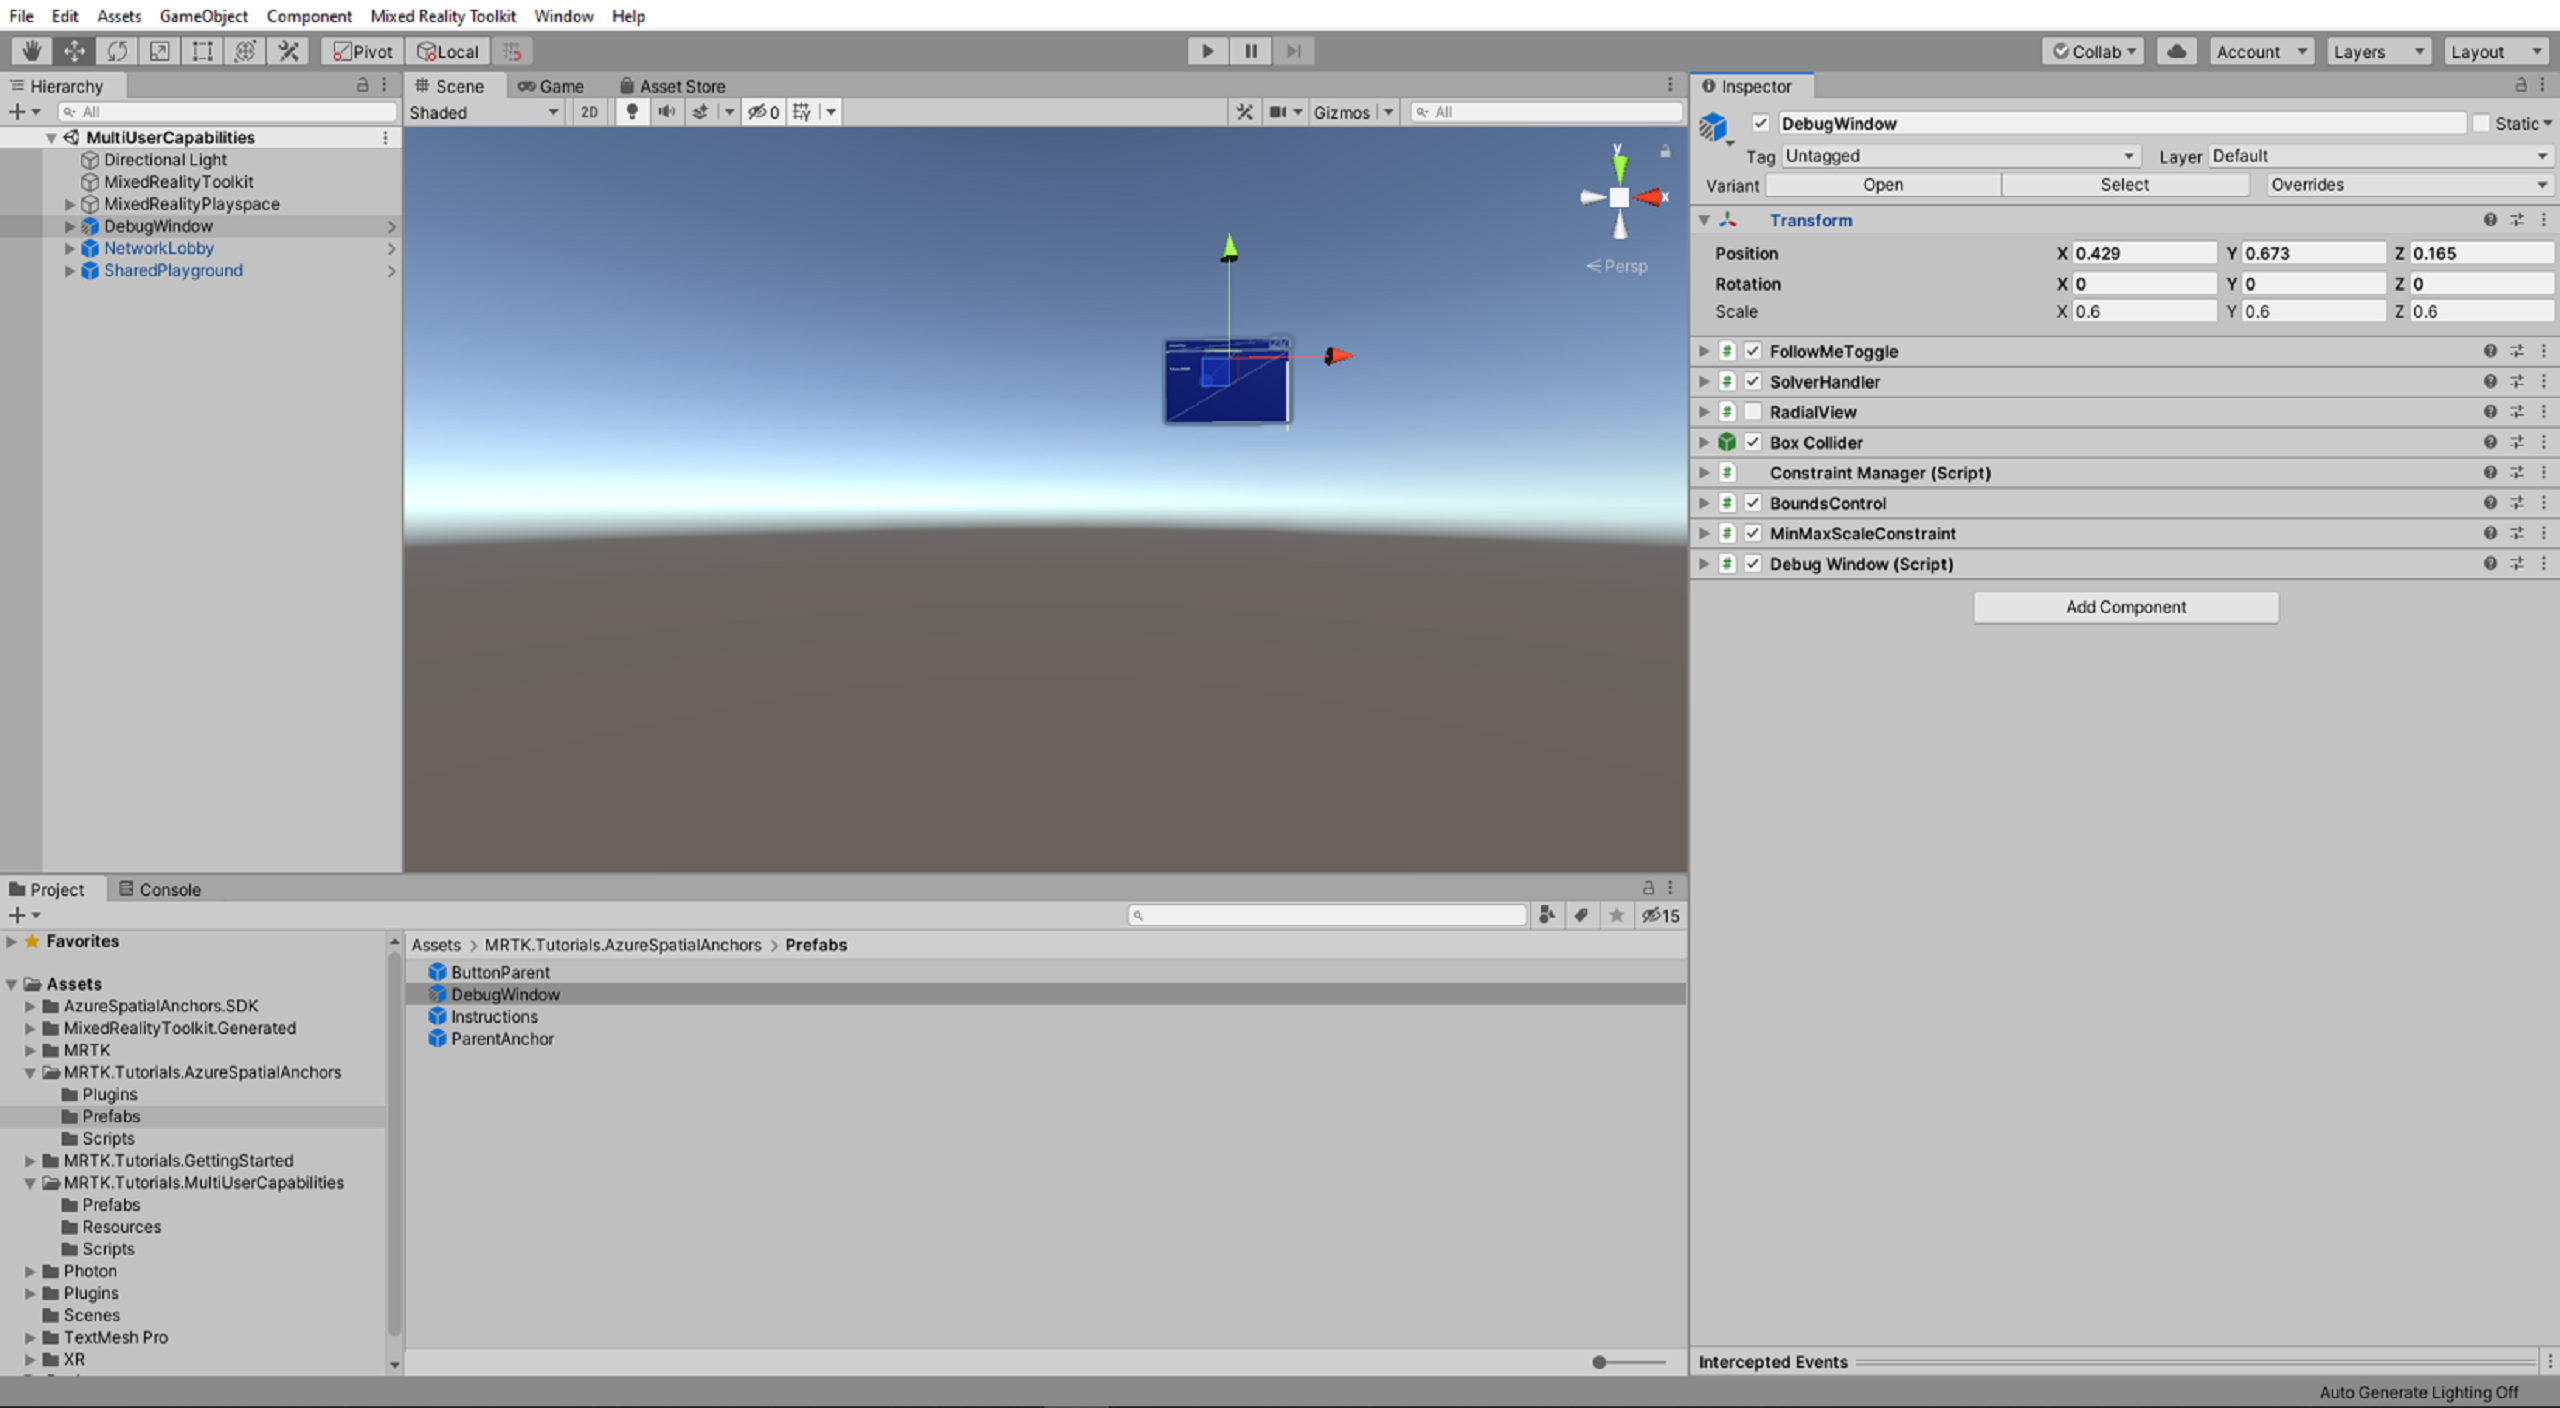 File Edit Assets GameObject Component Mixed Reality Toolkit Window Help
Pivot Local Collab Account Layers Layout
Hierarchy
All
MultiUserCapabilities
Directional Light
MixedRealityToolkit
MixedRealityPlayspace
DebugWindow
NetworkLobby
SharedPlayground
Scene Game Asset Store
Shaded 2D 0 Gizmos All
y
x
Persp
Inspector
DebugWindow Static
Tag Untagged Layer Default
Variant Open Select Overrides
Transform
Position X 0.429 Y 0.673 Z 0.165
Rotation X 0 Y 0 Z 0
Scale X 0.6 Y 0.6 Z 0.6
FollowMeToggle
SolverHandler
RadialView
Box Collider
Constraint Manager (Script)
BoundsControl
MinMaxScaleConstraint
Debug Window (Script)
Add Component
Project Console
15
Favorites
Assets
AzureSpatialAnchors.SDK
MixedRealityToolkit.Generated
MRTK
MRTK.Tutorials.AzureSpatialAnchors
Plugins
Prefabs
Scripts
MRTK.Tutorials.GettingStarted
MRTK.Tutorials.MultiUserCapabilities
Prefabs
Resources
Scripts
Photon
Plugins
Scenes
TextMesh Pro
XR
Assets > MRTK.Tutorials.AzureSpatialAnchors > Prefabs
ButtonParent
DebugWindow
Instructions
ParentAnchor
Intercepted Events
Auto Generate Lighting Off